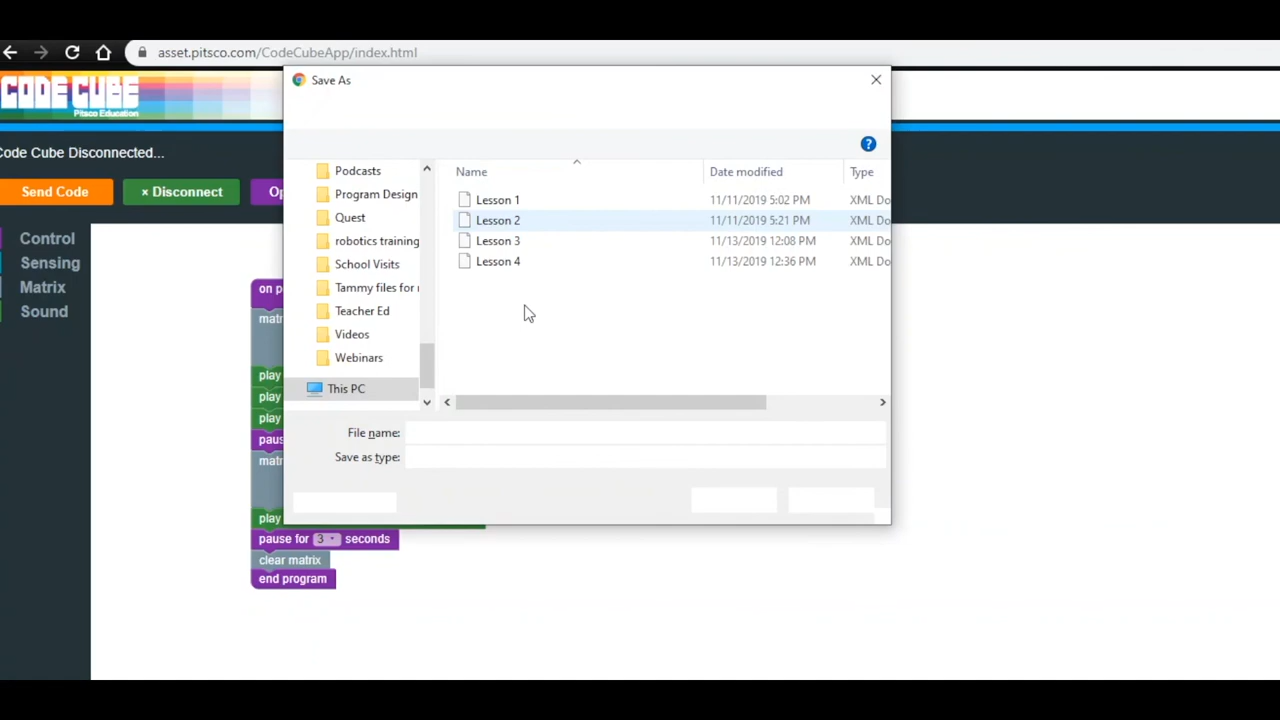 asset.pitsco.com/CodeCubeApp/index.html
CODE CUBE
Pitsco Education
Save As
Code Cube Disconnected...
Send Code
× Disconnect
Op
Control
Sensing
Matrix
Sound
Podcasts
Program Design
Quest
robotics training
School Visits
Tammy files for
Teacher Ed
Videos
Webinars
This PC
Name Date modified Type
Lesson 1 11/11/2019 5:02 PM XML Do
Lesson 2 11/11/2019 5:21 PM XML Do
Lesson 3 11/13/2019 12:08 PM XML Do
Lesson 4 11/13/2019 12:36 PM XML Do
File name:
Save as type:
on p
matr
play
play
play
paus
matr
play
pause for 3 seconds
clear matrix
end program